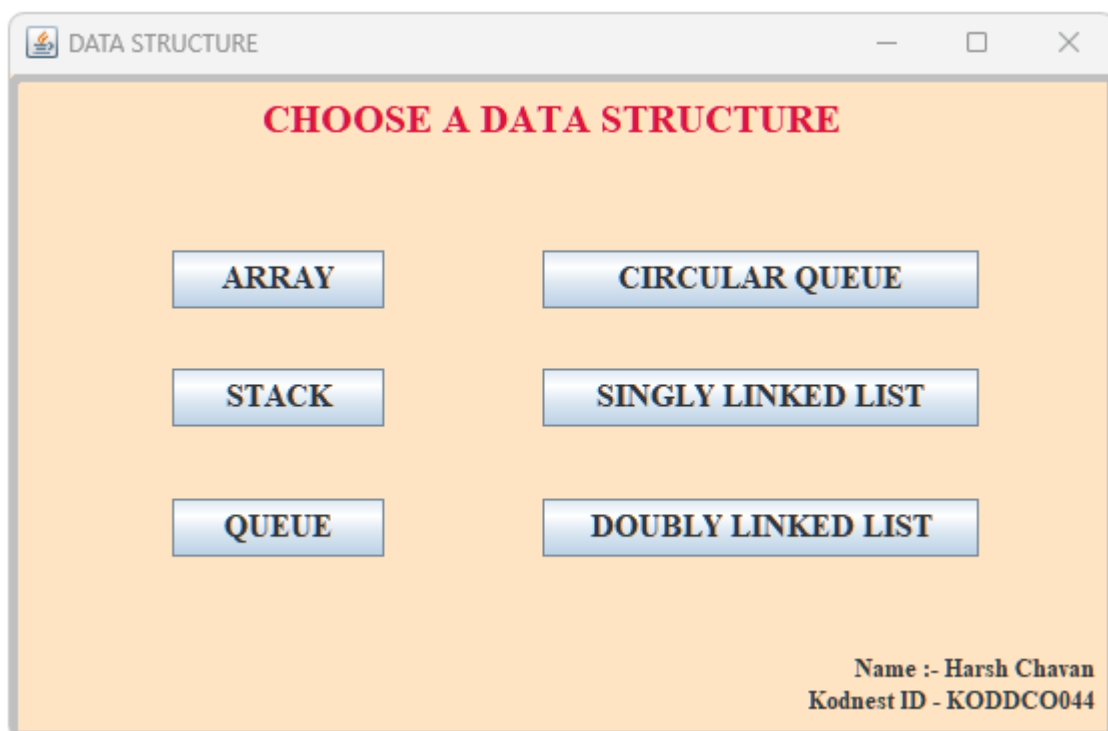 DATA STRUCTURE
CHOOSE A DATA STRUCTURE
ARRAY
CIRCULAR QUEUE
STACK
SINGLY LINKED LIST
QUEUE
DOUBLY LINKED LIST
Name :- Harsh Chavan
Kodnest ID - KODDCO044